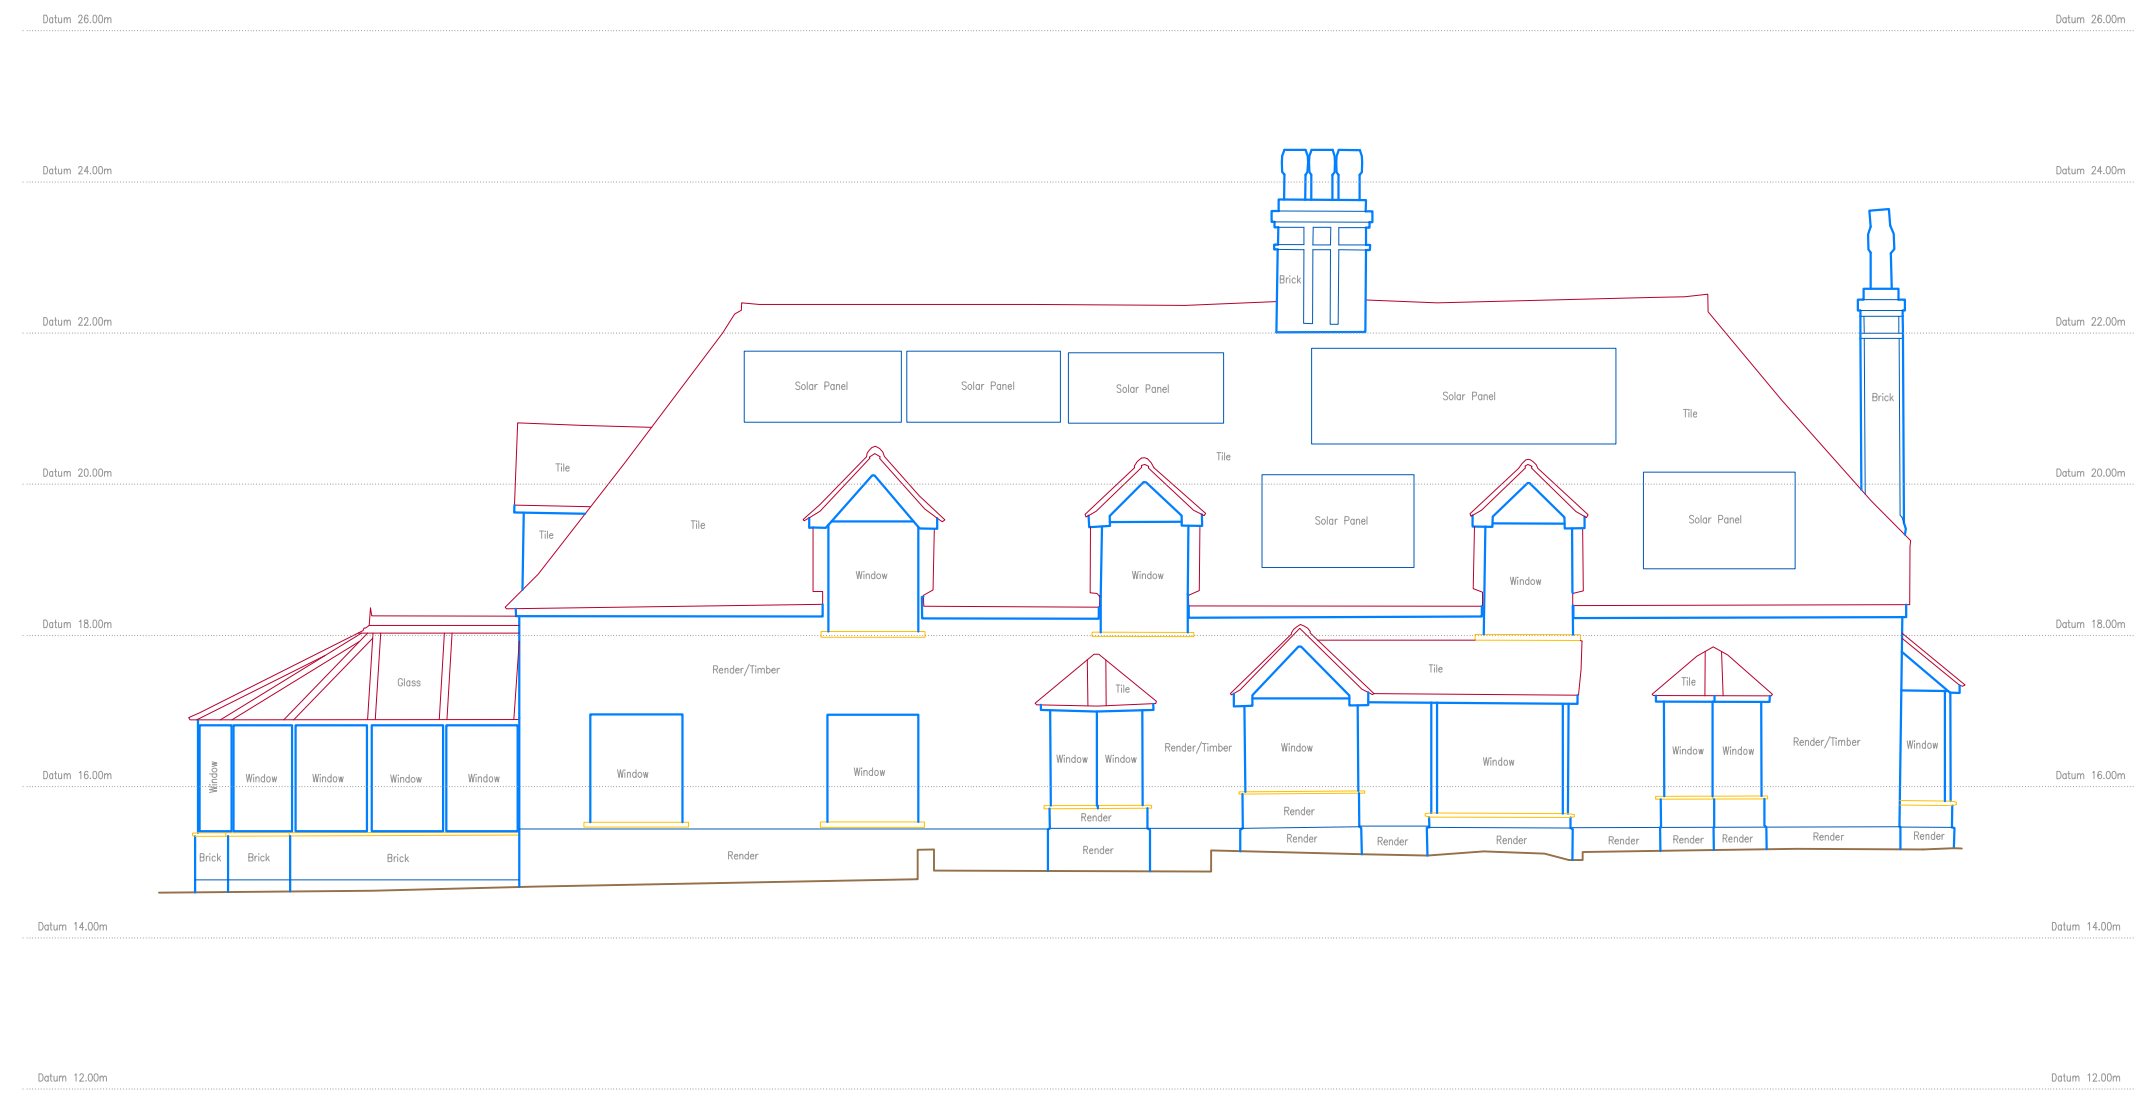 Datum 26.00m
Datum 26.00m
Datum 24.00m
Datum 24.00m
Brick
Datum 22.00m
Datum 22.00m
Solar Panel
Solar Panel
Solar Panel
Solar Panel
Brick
Tile
Tile
Tile
Datum 20.00m
Datum 20.00m
Tile
Tile
Solar Panel
Solar Panel
Window
Window
Window
Datum 18.00m
Datum 18.00m
Render/Timber
Tile
Glass
Tile
Tile
Render/Timber
Window
Render/Timber
Window
Window
Window
Window
Window
Window
Window
Datum 16.00m
Window
Window
Window
Window
Window
Window
Window
Datum 16.00m
Render
Render
Render
Render
Render
Render
Render
Render
Render
Render
Brick
Brick
Brick
Render
Render
Datum 14.00m
Datum 14.00m
Datum 12.00m
Datum 12.00m